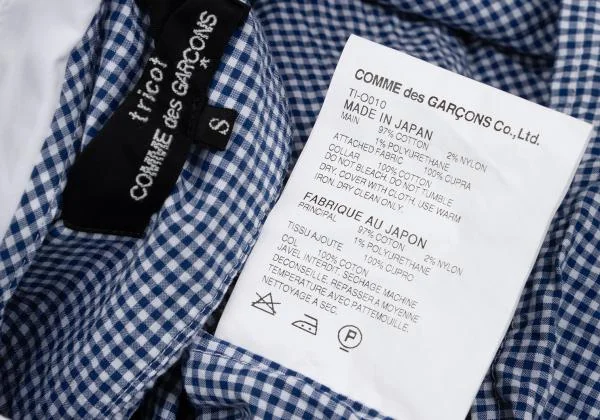 tricot
COMME des GARÇONS
S
COMME des GARÇONS Co.,Ltd.
TI-O010
MADE IN JAPAN
MAIN 97% COTTON 2% NYLON
1% POLYURETHANE
ATTACHED FABRIC 100% CUPRA
COLLAR 100% COTTON
DO NOT BLEACH. DO NOT TUMBLE
DRY. COVER WITH CLOTH. USE WARM
IRON. DRY CLEAN ONLY.
FABRIQUE AU JAPON
PRINCIPAL 97% COTON 2% NYLON
1% POLYURETHANE
TISSU AJOUTE 100% CUPRO
COL 100% COTON
JAVEL INTERDIT. SECHAGE MACHINE
DECONSEILLE. REPASSER A MOYENNE
TEMPERATURE AVEC PATTEMOUILLE.
NETTOYAGE A SEC.
P